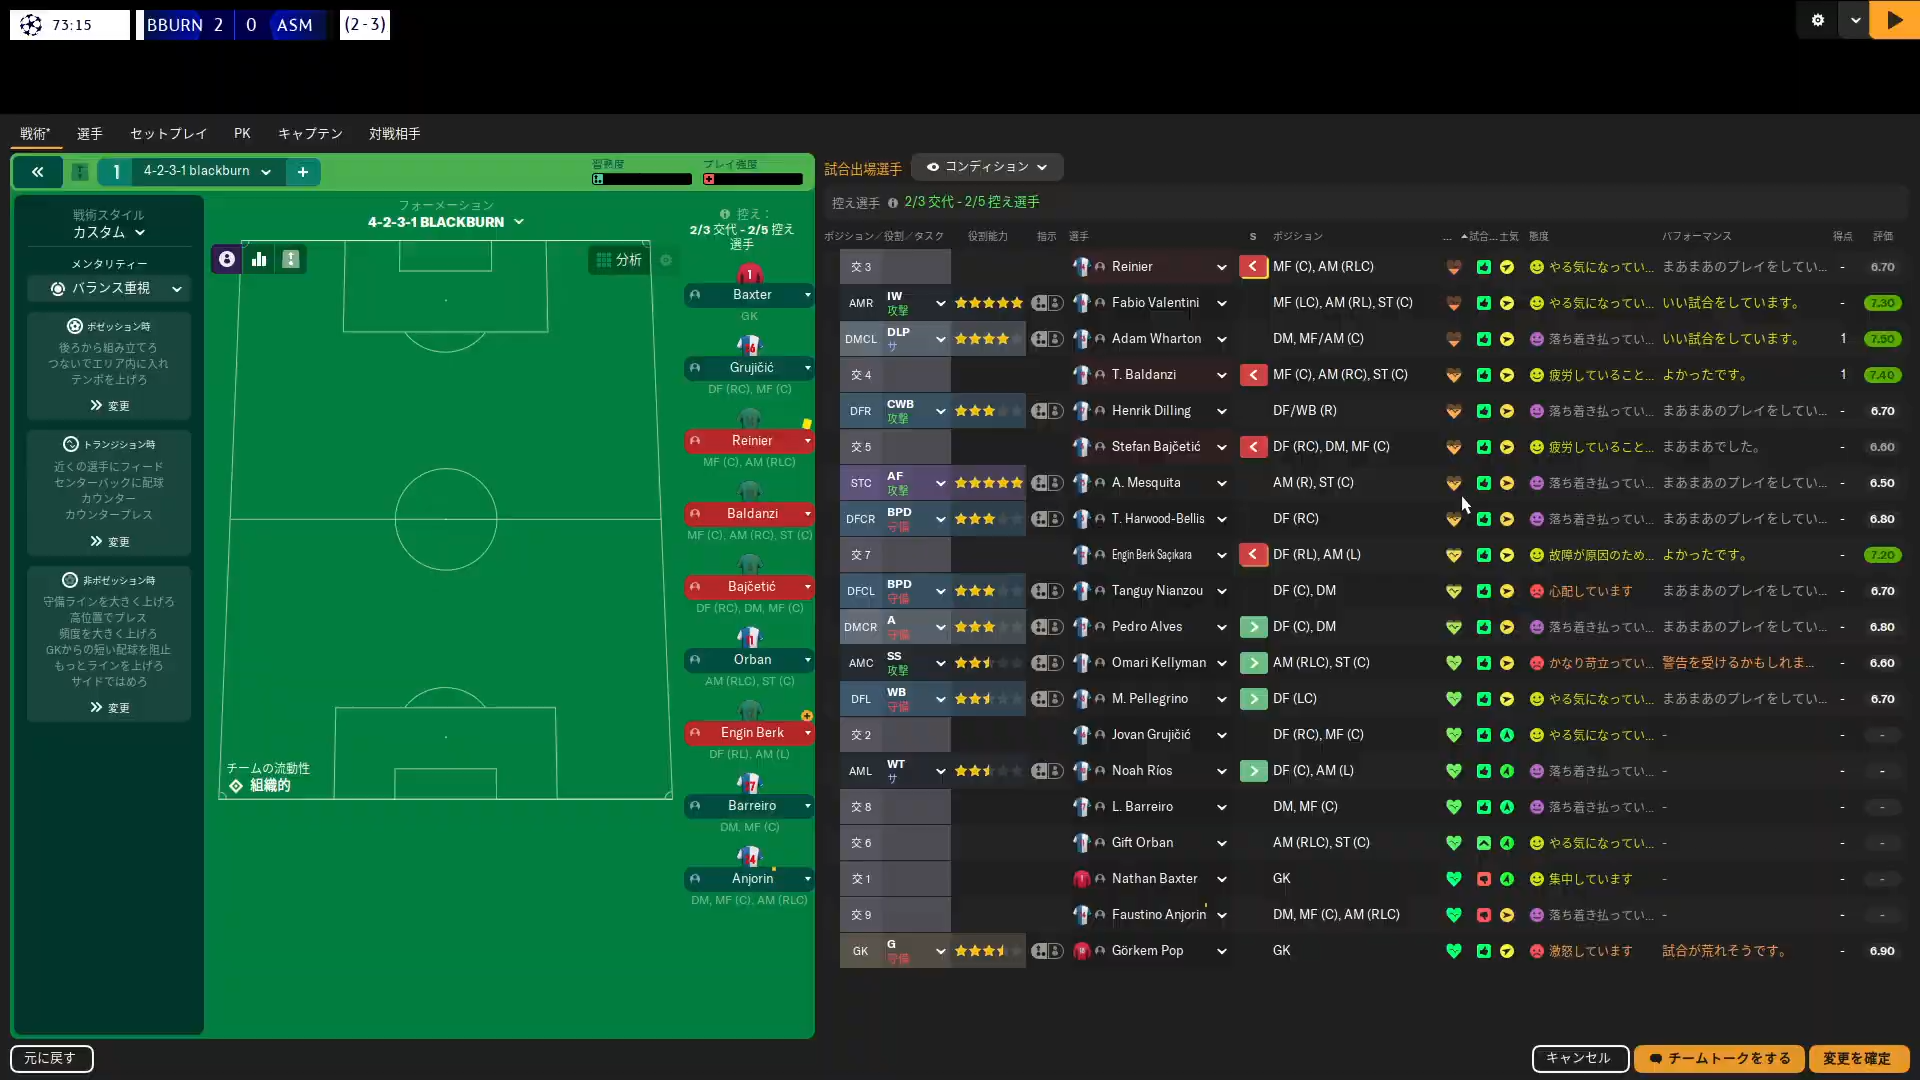 73:15
BBURN 2 0 ASM
(2-3)
戦術*
選手
セットプレイ
PK
キャプテン
対戦相手
1 4-2-3-1 blackburn
習熟度
プレイ強度
戦術スタイル
カスタム
メンタリティー
バランス重視
ポゼッション時
後ろから組み立てろ
つないでエリア内に入れ
テンポを上げろ
変更
トランジション時
近くの選手にフィード
センターバックに配球
カウンター
カウンタープレス
変更
非ポゼッション時
守備ラインを大きく上げろ
高位置でプレス
頻度を大きく上げろ
GKからの短い配球を阻止
もっとラインを上げろ
サイドではめろ
変更
フォーメーション
4-2-3-1 BLACKBURN
分析
チームの流動性
組織的
控え :
2/3 交代 - 2/5 控え
選手
Baxter
GK
Grujičić
DF (RC), MF (C)
Reinier
MF (C), AM (RLC)
Baldanzi
MF (C), AM (RC), ST (C)
Bajčetić
DF (RC), DM, MF (C)
Orban
AM (RLC), ST (C)
Engin Berk
DF (RL), AM (L)
Barreiro
DM, MF (C)
Anjorin
DM, MF (C), AM (RLC)
試合出場選手
コンディション
控え選手 2/3 交代 - 2/5 控え選手
ポジション/役割/タスク 役割能力 指示 選手 S ポジション ... 試合... 士気 態度 パフォーマンス 得点 評価
交 3 Reinier MF (C), AM (RLC) やる気になってい... まあまあのプレイをしてい... - 6.70
AMR IW 攻撃 Fabio Valentini MF (LC), AM (RL), ST (C) やる気になってい... いい試合をしています。 - 7.30
DMCL DLP サ Adam Wharton DM, MF/AM (C) 落ち着き払ってい... いい試合をしています。 1 7.50
交 4 T. Baldanzi MF (C), AM (RC), ST (C) 疲労していること... よかったです。 1 7.40
DFR CWB 攻撃 Henrik Dilling DF/WB (R) 落ち着き払ってい... まあまあのプレイをしてい... - 6.70
交 5 Stefan Bajčetić DF (RC), DM, MF (C) 疲労していること... まあまあでした。 - 6.60
STC AF 攻撃 A. Mesquita AM (R), ST (C) 落ち着き払ってい... まあまあのプレイをしてい... - 6.50
DFCR BPD 守備 T. Harwood-Bellis DF (RC) 落ち着き払ってい... まあまあのプレイをしてい... - 6.80
交 7 Engin Berk Saçıkara DF (RL), AM (L) 故障が原因のため... よかったです。 - 7.20
DFCL BPD 守備 Tanguy Nianzou DF (C), DM 心配しています まあまあのプレイをしてい... - 6.70
DMCR A 守備 Pedro Alves DF (C), DM 落ち着き払ってい... まあまあのプレイをしてい... - 6.80
AMC SS 攻撃 Omari Kellyman AM (RLC), ST (C) かなり苛立ってい... 警告を受けるかもしれま... - 6.60
DFL WB 守備 M. Pellegrino DF (LC) やる気になってい... まあまあのプレイをしてい... - 6.70
交 2 Jovan Grujičić DF (RC), MF (C) やる気になってい... - - -
AML WT サ Noah Ríos DF (C), AM (L) 落ち着き払ってい... - - -
交 8 L. Barreiro DM, MF (C) 落ち着き払ってい... - - -
交 6 Gift Orban AM (RLC), ST (C) やる気になってい... - - -
交 1 Nathan Baxter GK 集中しています - - -
交 9 Faustino Anjorin DM, MF (C), AM (RLC) 落ち着き払ってい... - - -
GK G 守備 Görkem Pop GK 激怒しています 試合が荒れそうです。 - 6.90
元に戻す
キャンセル
チームトークをする
変更を確定